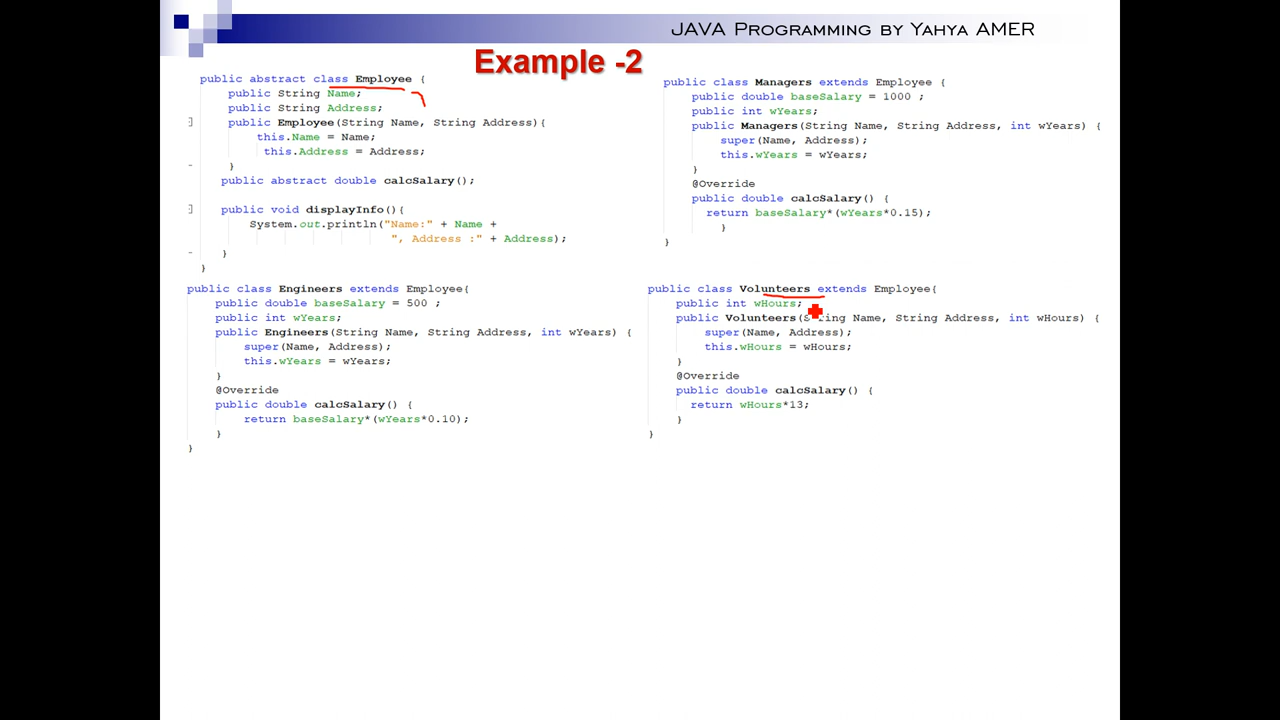 JAVA Programming by Yahya AMER
Example -2
public abstract class Employee {
public String Name;
public String Address;
public Employee(String Name, String Address){
this.Name = Name;
this.Address = Address;
}
public abstract double calcSalary();
public void displayInfo(){
System.out.println("Name:" + Name +
", Address :" + Address);
}
}
public class Managers extends Employee {
public double baseSalary = 1000 ;
public int wYears;
public Managers(String Name, String Address, int wYears) {
super(Name, Address);
this.wYears = wYears;
}
@Override
public double calcSalary() {
return baseSalary*(wYears*0.15);
}
}
public class Engineers extends Employee{
public double baseSalary = 500 ;
public int wYears;
public Engineers(String Name, String Address, int wYears) {
super(Name, Address);
this.wYears = wYears;
}
@Override
public double calcSalary() {
return baseSalary*(wYears*0.10);
}
}
public class Volunteers extends Employee{
public int wHours;
public Volunteers(String Name, String Address, int wHours) {
super(Name, Address);
this.wHours = wHours;
}
@Override
public double calcSalary() {
return wHours*13;
}
}